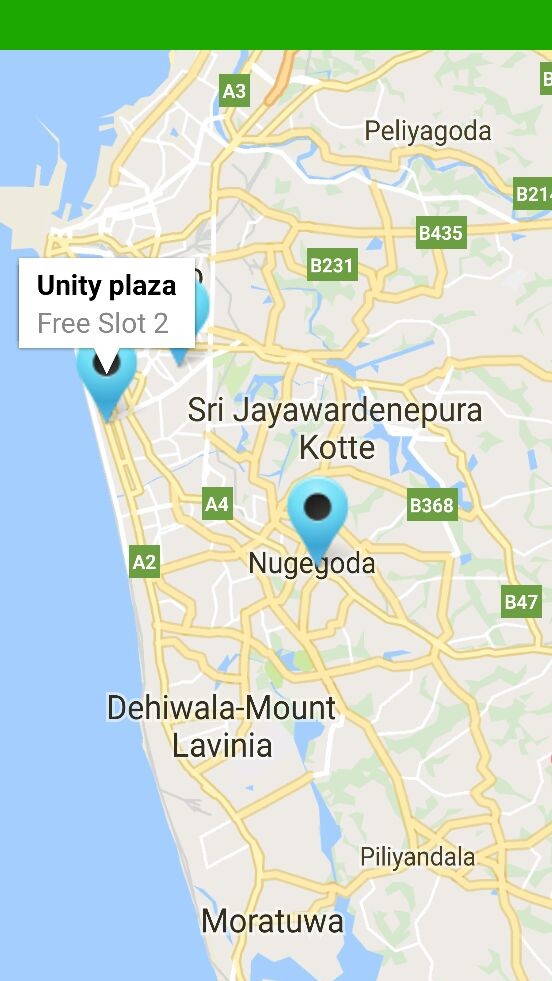 A3
Peliyagoda
B214
B435
B231
Unity plaza
Free Slot 2
Sri Jayawardenepura
Kotte
A4
B368
A2
Nugegoda
B47
Dehiwala-Mount
Lavinia
Piliyandala
Moratuwa